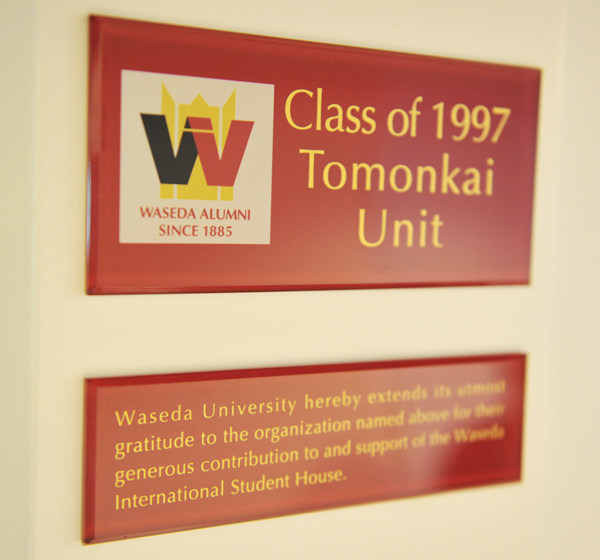 WASEDA ALUMNI
SINCE 1885
Class of 1997
Tomonkai
Unit
Waseda University hereby extends its utmost
gratitude to the organization named above for their
generous contribution to and support of the Waseda
International Student House.